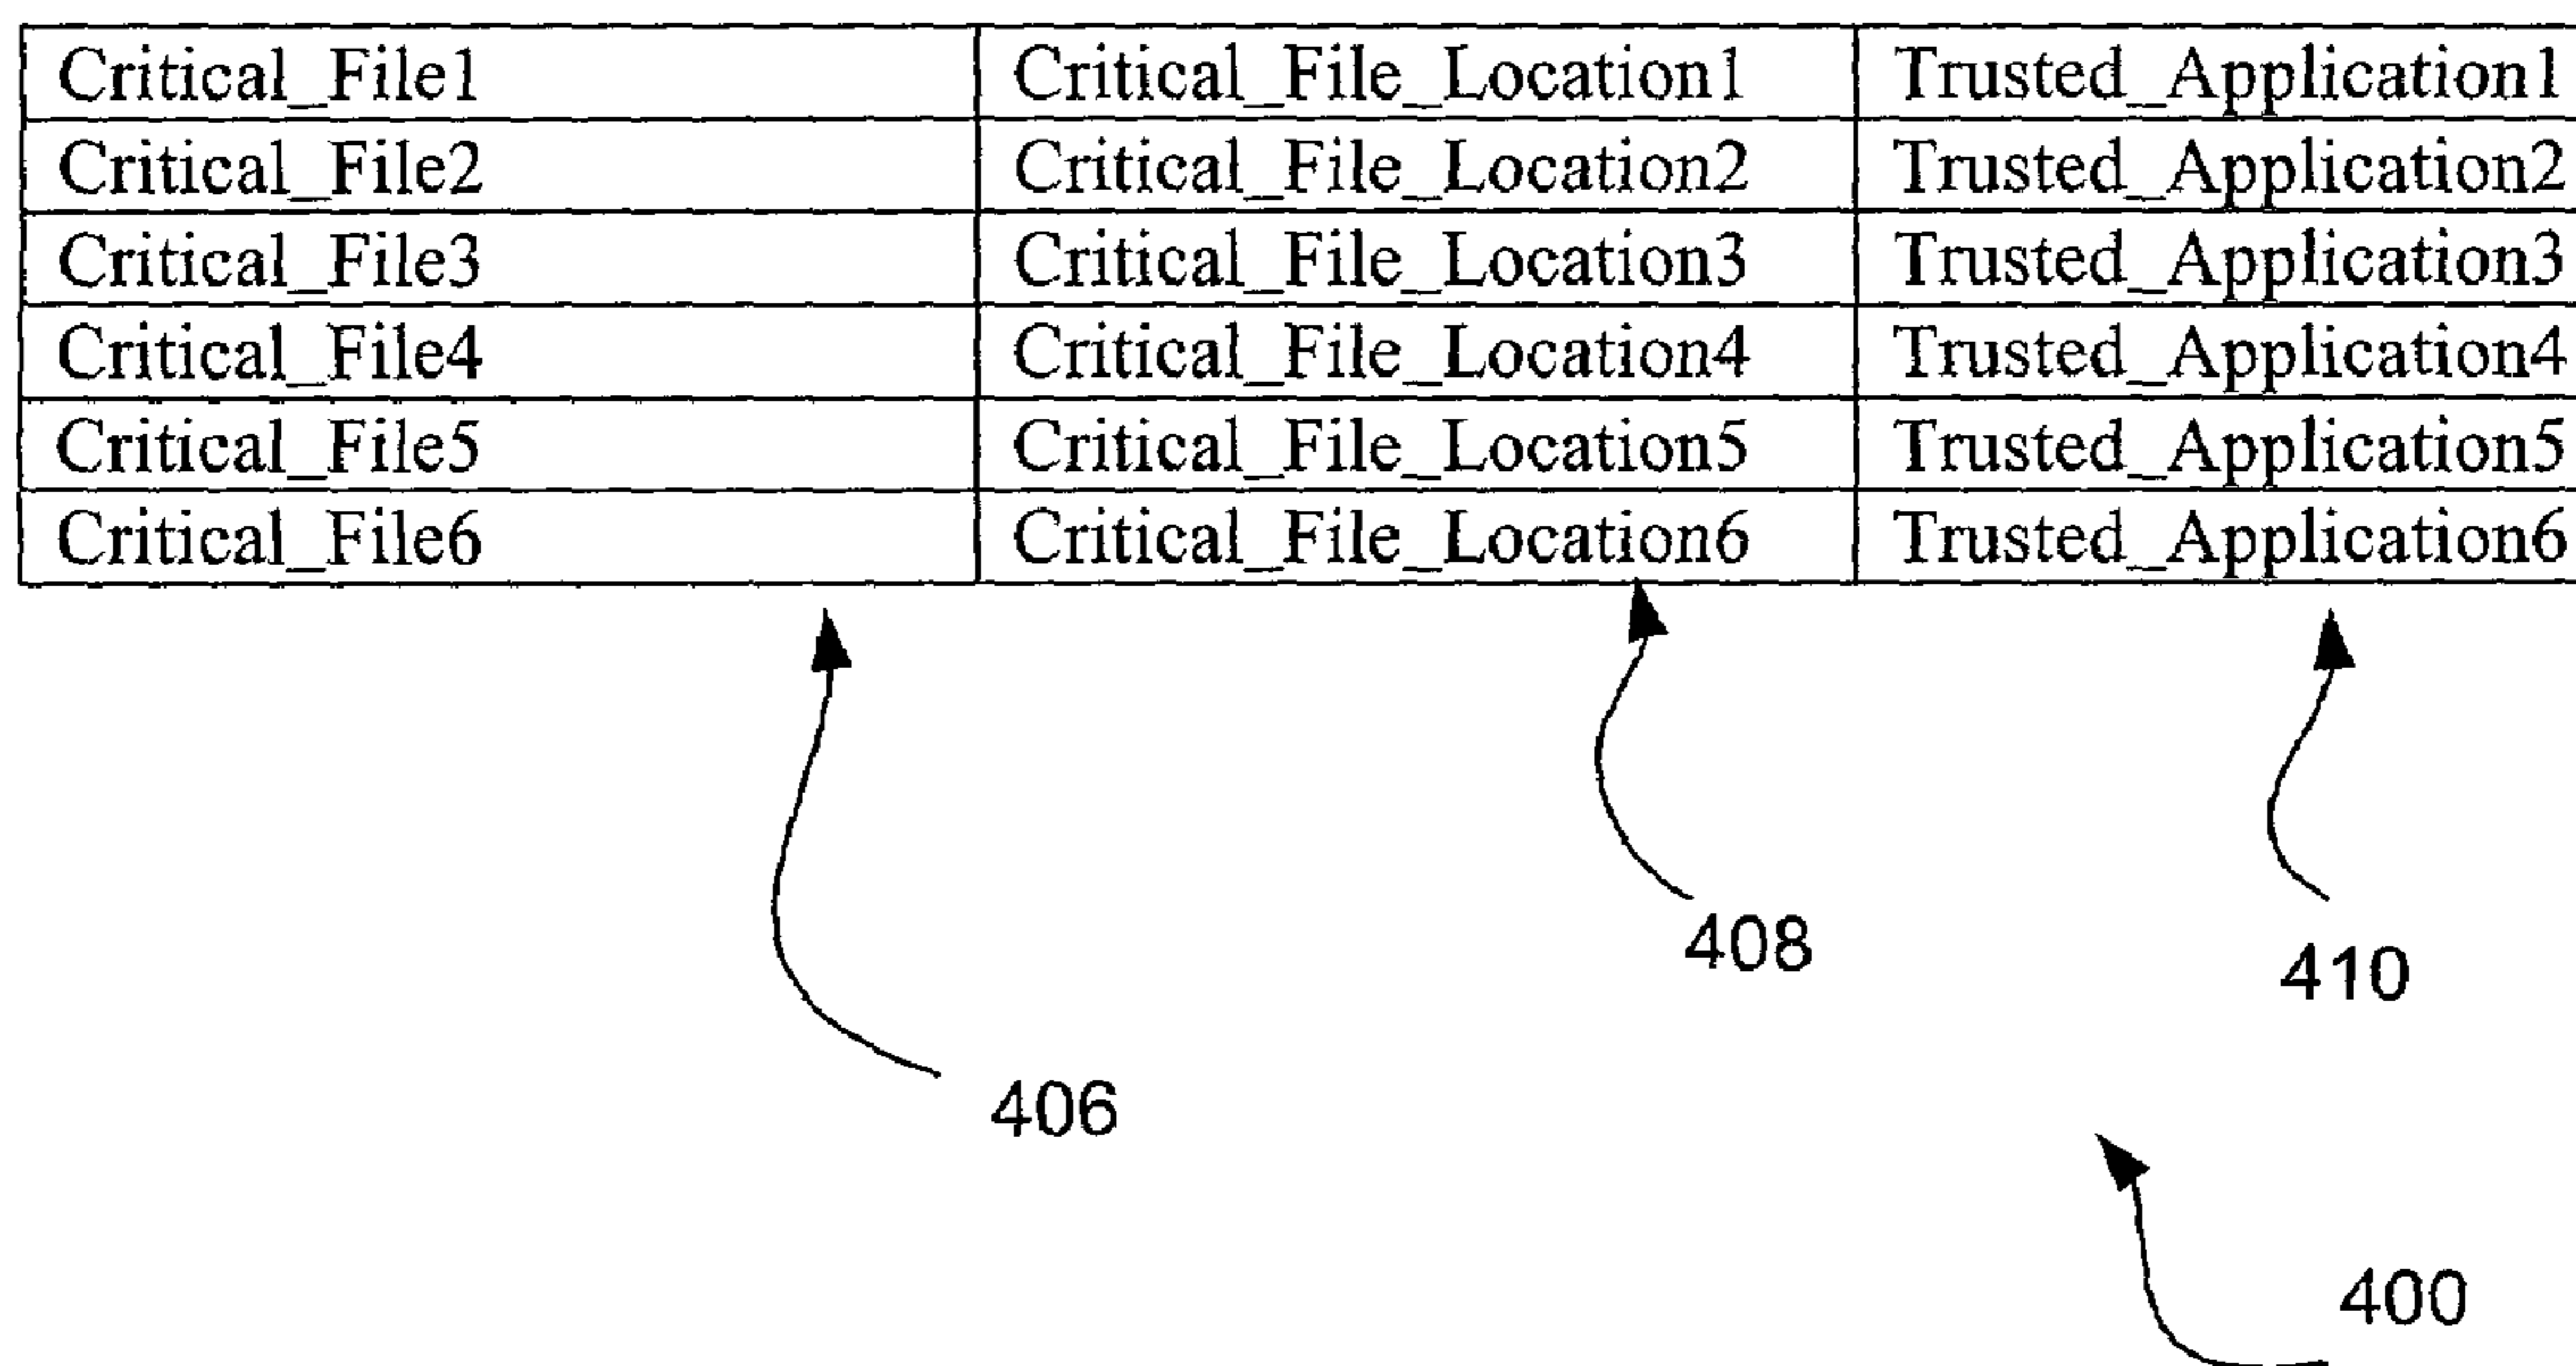 Critical_File1 Critical_File_Location1 Trusted_Application1
Critical_File2 Critical_File_Location2 Trusted_Application2
Critical_File3 Critical_File_Location3 Trusted_Application3
Critical_File4 Critical_File_Location4 Trusted_Application4
Critical_File5 Critical_File_Location5 Trusted_Application5
Critical_File6 Critical_File_Location6 Trusted_Application6
408
410
406
400